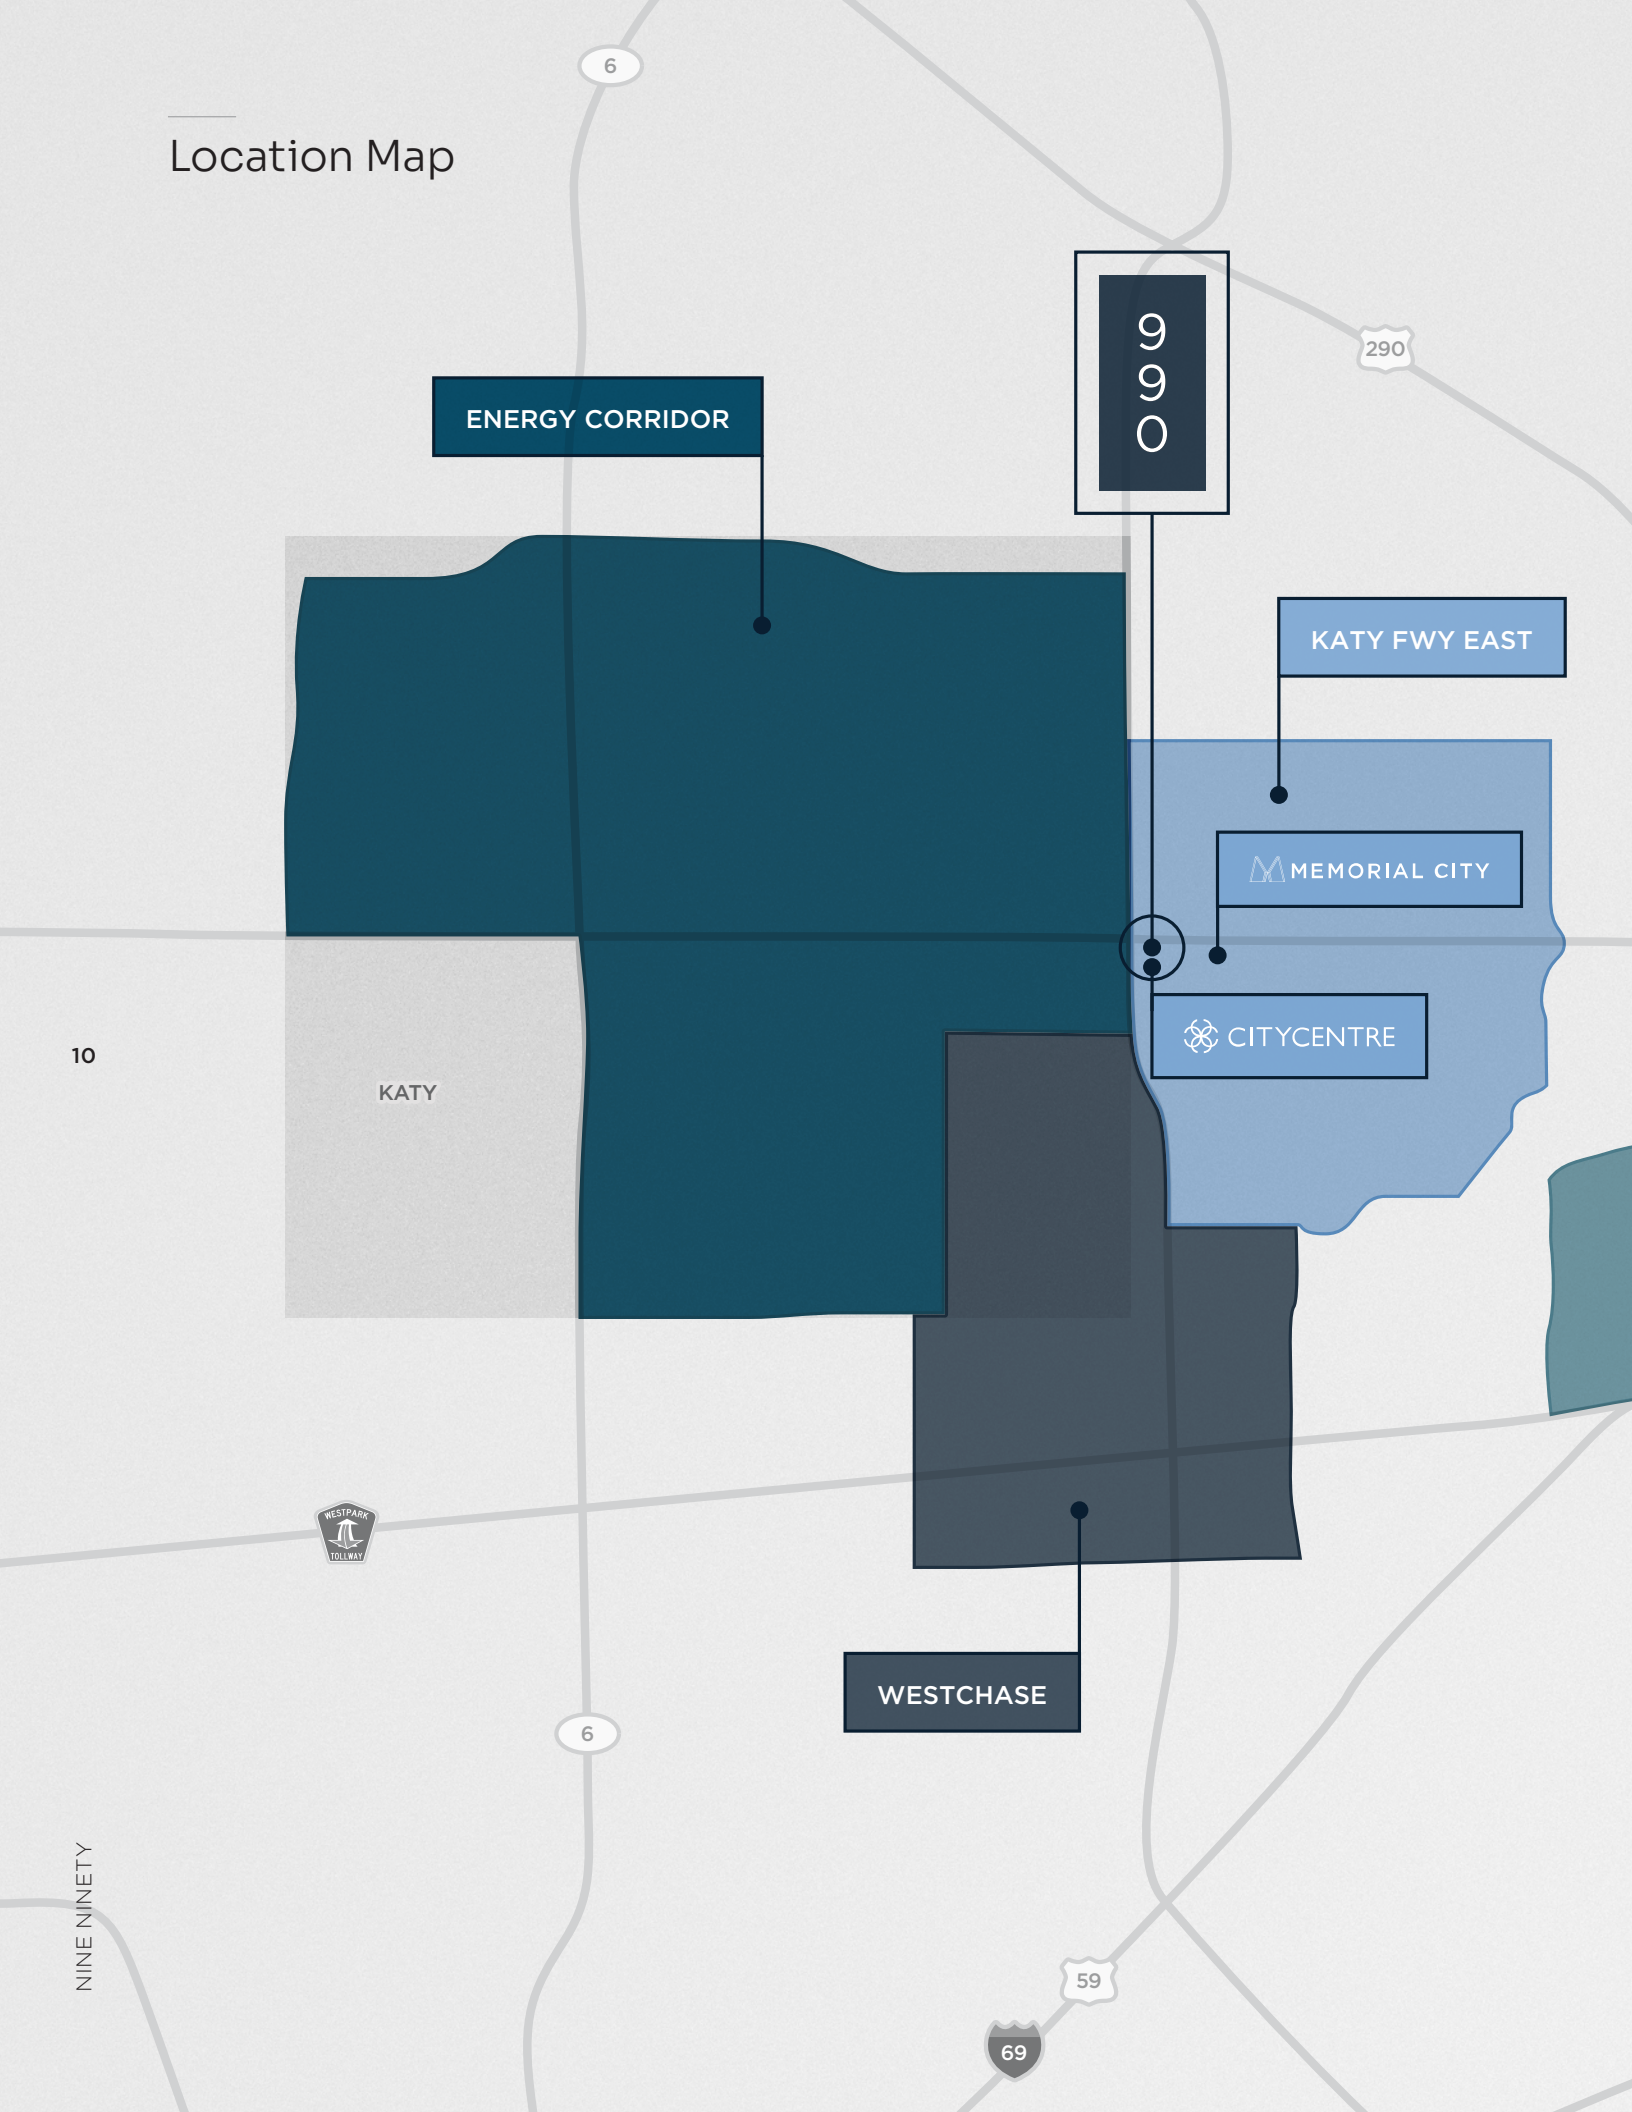 6
Location Map
9
9
0
290
ENERGY CORRIDOR
KATY FWY EAST
MEMORIAL CITY
CITYCENTRE
10
KATY
WESTPARK
TOLLWAY
WESTCHASE
6
NINE NINETY
59
69